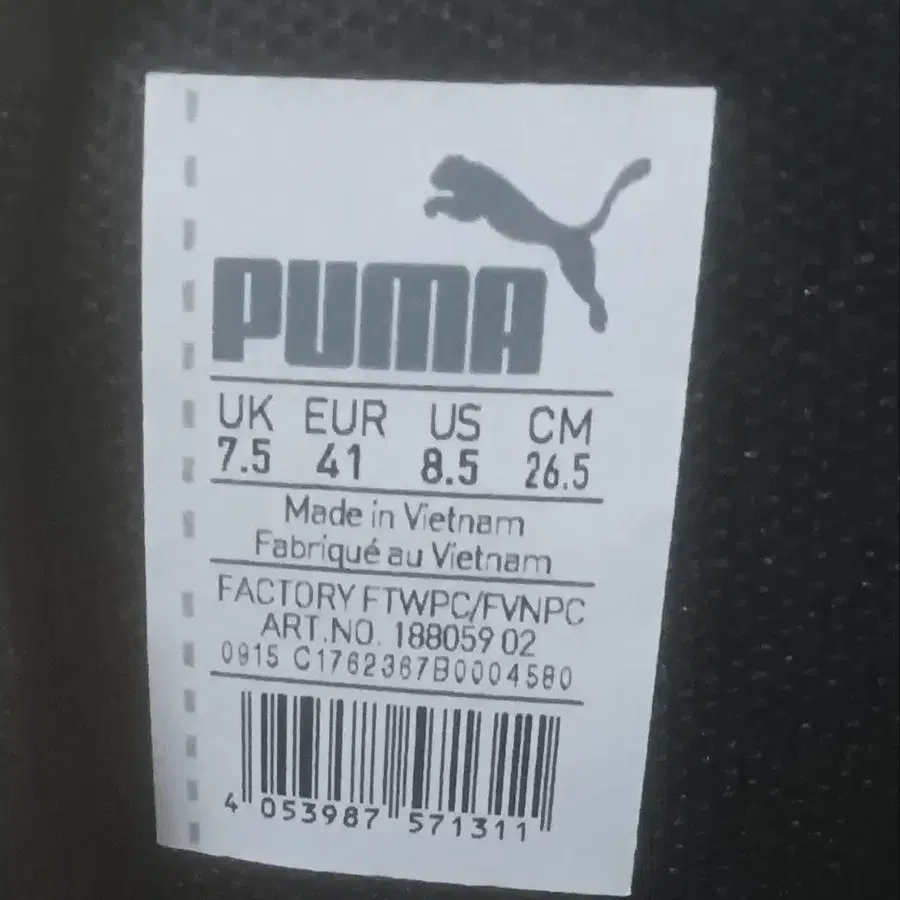 PUMA
UK EUR US CM
7.5 41 8.5 26.5
Made in Vietnam
Fabriqué au Vietnam
FACTORY FTWPC/FVNPC
ART.NO. 188059 02
0915 C1762367B0004580
4 053987 571311